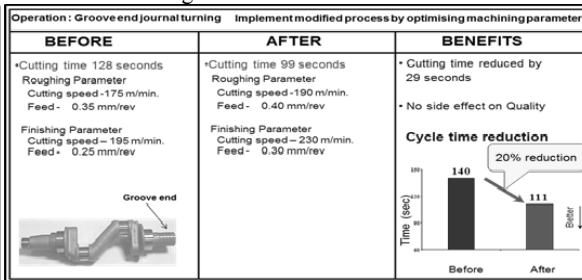 Operation : Groove end journal turning Implement modified process by optimising machining parameter
BEFORE
•Cutting time 128 seconds
Roughing Parameter
Cutting speed -175 m/min.
Feed - 0.35 mm/rev
Finishing Parameter
Cutting speed – 195 m/min.
Feed - 0.25 mm/rev
Groove end
AFTER
•Cutting time 99 seconds
Roughing Parameter
Cutting speed -190 m/min.
Feed - 0.40 mm/rev
Finishing Parameter
Cutting speed – 230 m/min.
Feed - 0.30 mm/rev
BENEFITS
• Cutting time reduced by
29 seconds
• No side effect on Quality
Cycle time reduction
20% reduction
140
111
Time (sec)
Better
Before After